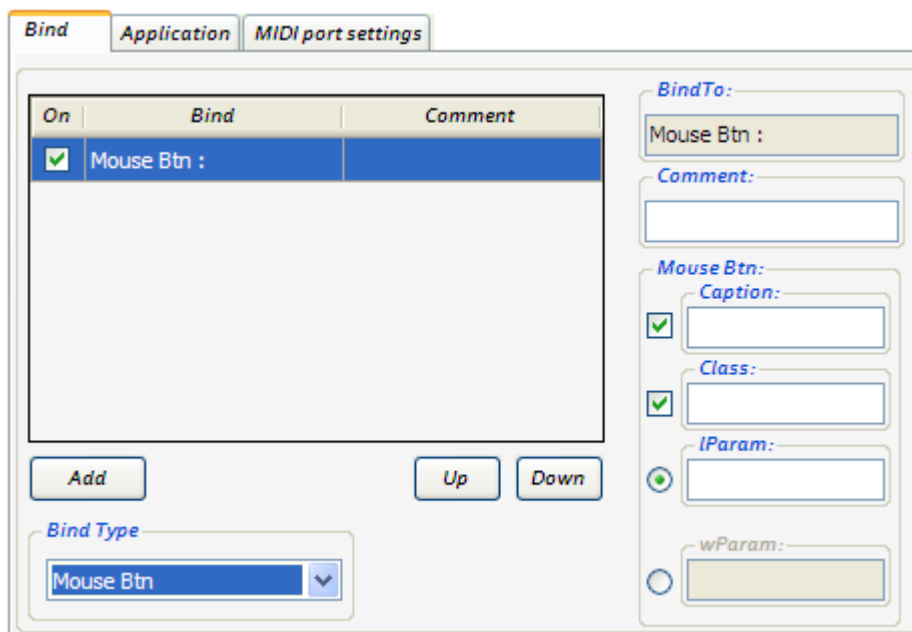 Bind Application MIDI port settings
On Bind Comment
Mouse Btn :
Add Up Down
Bind Type
Mouse Btn
BindTo:
Mouse Btn :
Comment:
Mouse Btn:
Caption:
Class:
lParam:
wParam: